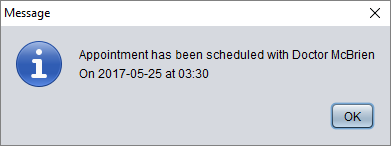 Message
Appointment has been scheduled with Doctor McBrien
On 2017-05-25 at 03:30
OK